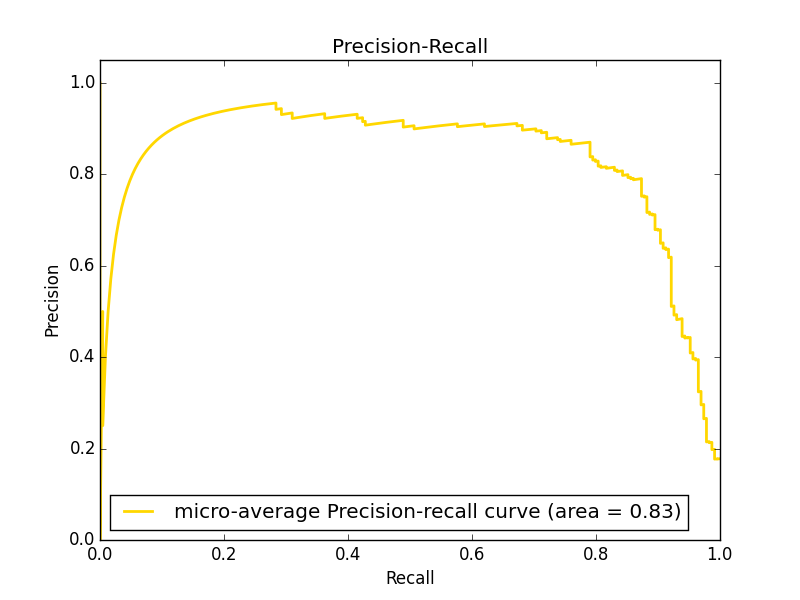 Precision-Recall
1.0
0.8
0.6
0.4
0.2
0.0
Precision
micro-average Precision-recall curve (area = 0.83)
0.0 0.2 0.4 0.6 0.8 1.0
Recall